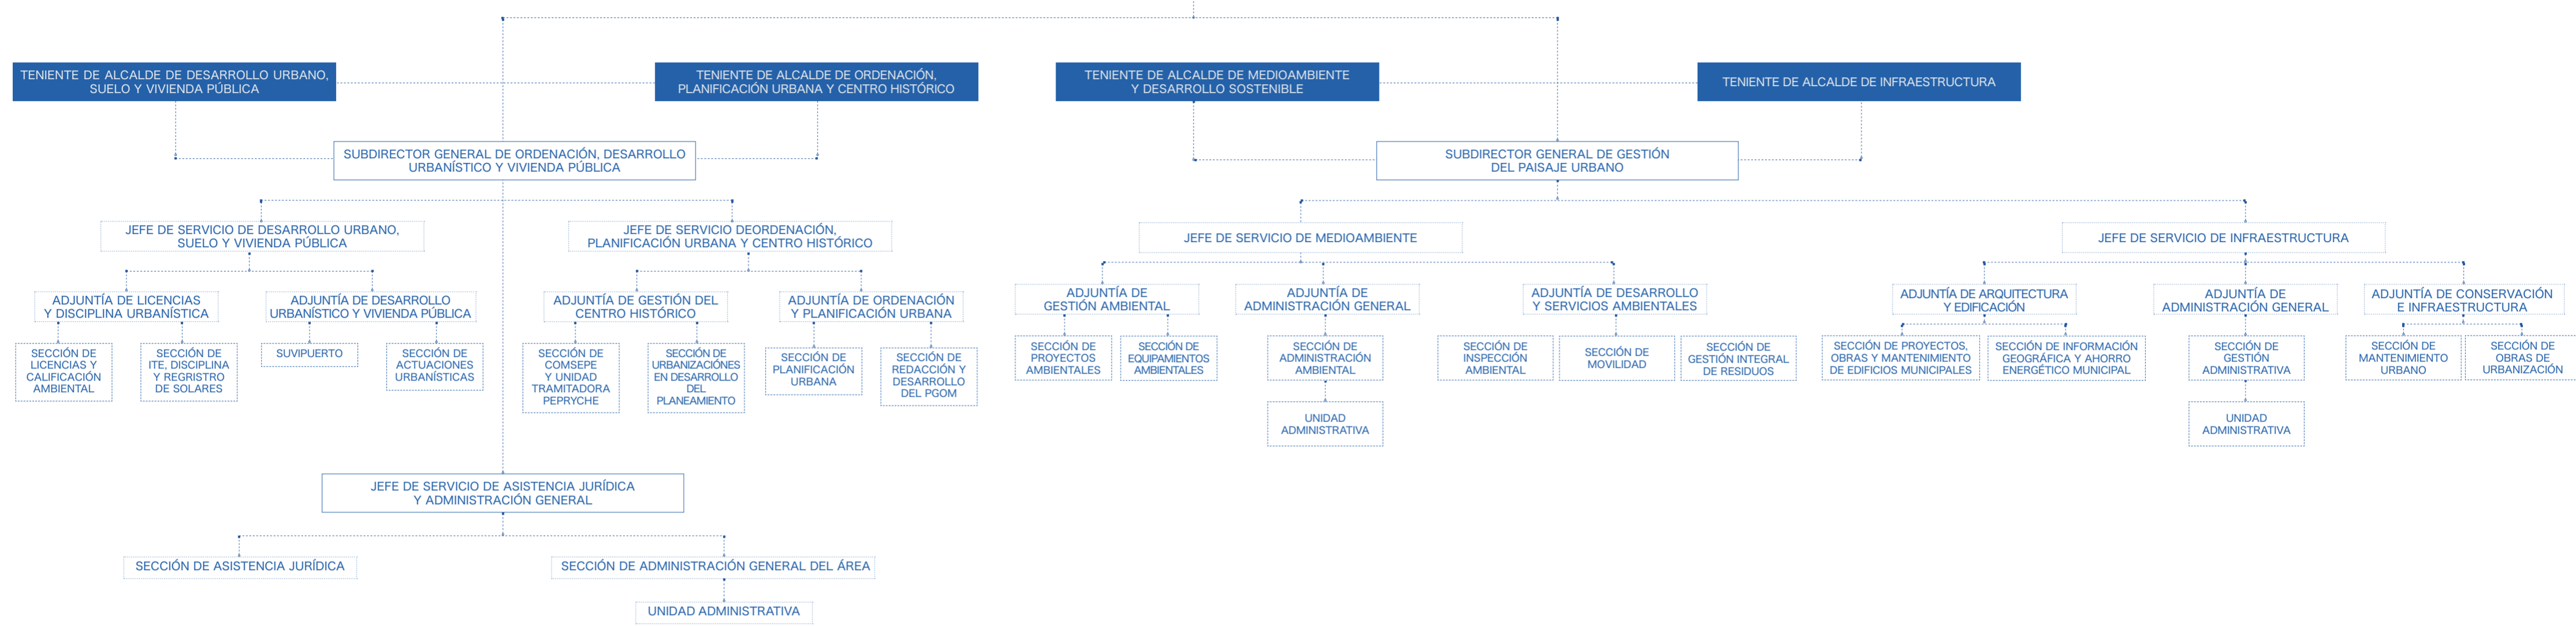 TENIENTE DE ALCALDE DE DESARROLLO URBANO,
SUELO Y VIVIENDA PÚBLICA
TENIENTE DE ALCALDE DE ORDENACIÓN,
PLANIFICACIÓN URBANA Y CENTRO HISTÓRICO
TENIENTE DE ALCALDE DE MEDIOAMBIENTE
Y DESARROLLO SOSTENIBLE
TENIENTE DE ALCALDE DE INFRAESTRUCTURA
SUBDIRECTOR GENERAL DE ORDENACIÓN, DESARROLLO
URBANÍSTICO Y VIVIENDA PÚBLICA
SUBDIRECTOR GENERAL DE GESTIÓN
DEL PAISAJE URBANO
JEFE DE SERVICIO DE DESARROLLO URBANO,
SUELO Y VIVIENDA PÚBLICA
JEFE DE SERVICIO DEORDENACIÓN,
PLANIFICACIÓN URBANA Y CENTRO HISTÓRICO
JEFE DE SERVICIO DE MEDIOAMBIENTE
JEFE DE SERVICIO DE INFRAESTRUCTURA
ADJUNTÍA DE LICENCIAS
Y DISCIPLINA URBANÍSTICA
ADJUNTÍA DE DESARROLLO
URBANÍSTICO Y VIVIENDA PÚBLICA
ADJUNTÍA DE GESTIÓN DEL
CENTRO HISTÓRICO
ADJUNTÍA DE ORDENACIÓN
Y PLANIFICACIÓN URBANA
ADJUNTÍA DE
GESTIÓN AMBIENTAL
ADJUNTÍA DE
ADMINISTRACIÓN GENERAL
ADJUNTÍA DE DESARROLLO
Y SERVICIOS AMBIENTALES
ADJUNTÍA DE ARQUITECTURA
Y EDIFICACIÓN
ADJUNTÍA DE
ADMINISTRACIÓN GENERAL
ADJUNTÍA DE CONSERVACIÓN
E INFRAESTRUCTURA
SECCIÓN DE
LICENCIAS Y
CALIFICACIÓN
AMBIENTAL
SECCIÓN DE
ITE, DISCIPLINA
Y REGRISTRO
DE SOLARES
SUVIPUERTO
SECCIÓN DE
ACTUACIONES
URBANÍSTICAS
SECCIÓN DE
COMSEPE
Y UNIDAD
TRAMITADORA
PEPRYCHE
SECCIÓN DE
URBANIZACIÓNES
EN DESARROLLO
DEL
PLANEAMIENTO
SECCIÓN DE
PLANIFICACIÓN
URBANA
SECCIÓN DE
REDACCIÓN Y
DESARROLLO
DEL PGOM
SECCIÓN DE
PROYECTOS
AMBIENTALES
SECCIÓN DE
EQUIPAMIENTOS
AMBIENTALES
SECCIÓN DE
ADMINISTRACIÓN
AMBIENTAL
SECCIÓN DE
INSPECCIÓN
AMBIENTAL
SECCIÓN DE
MOVILIDAD
SECCIÓN DE
GESTIÓN INTEGRAL
DE RESIDUOS
SECCIÓN DE PROYECTOS,
OBRAS Y MANTENIMIENTO
DE EDIFICIOS MUNICIPALES
SECCIÓN DE INFORMACIÓN
GEOGRÁFICA Y AHORRO
ENERGÉTICO MUNICIPAL
SECCIÓN DE
GESTIÓN
ADMINISTRATIVA
SECCIÓN DE
MANTENIMIENTO
URBANO
SECCIÓN DE
OBRAS DE
URBANIZACIÓN
UNIDAD
ADMINISTRATIVA
UNIDAD
ADMINISTRATIVA
JEFE DE SERVICIO DE ASISTENCIA JURÍDICA
Y ADMINISTRACIÓN GENERAL
SECCIÓN DE ASISTENCIA JURÍDICA
SECCIÓN DE ADMINISTRACIÓN GENERAL DEL ÁREA
UNIDAD ADMINISTRATIVA